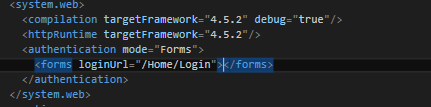 <system.web>
<compilation targetFramework="4.5.2" debug="true"/>
<httpRuntime targetFramework="4.5.2"/>
<authentication mode="Forms">
<forms loginUrl="/Home/Login"></forms>
</authentication>
</system.web>